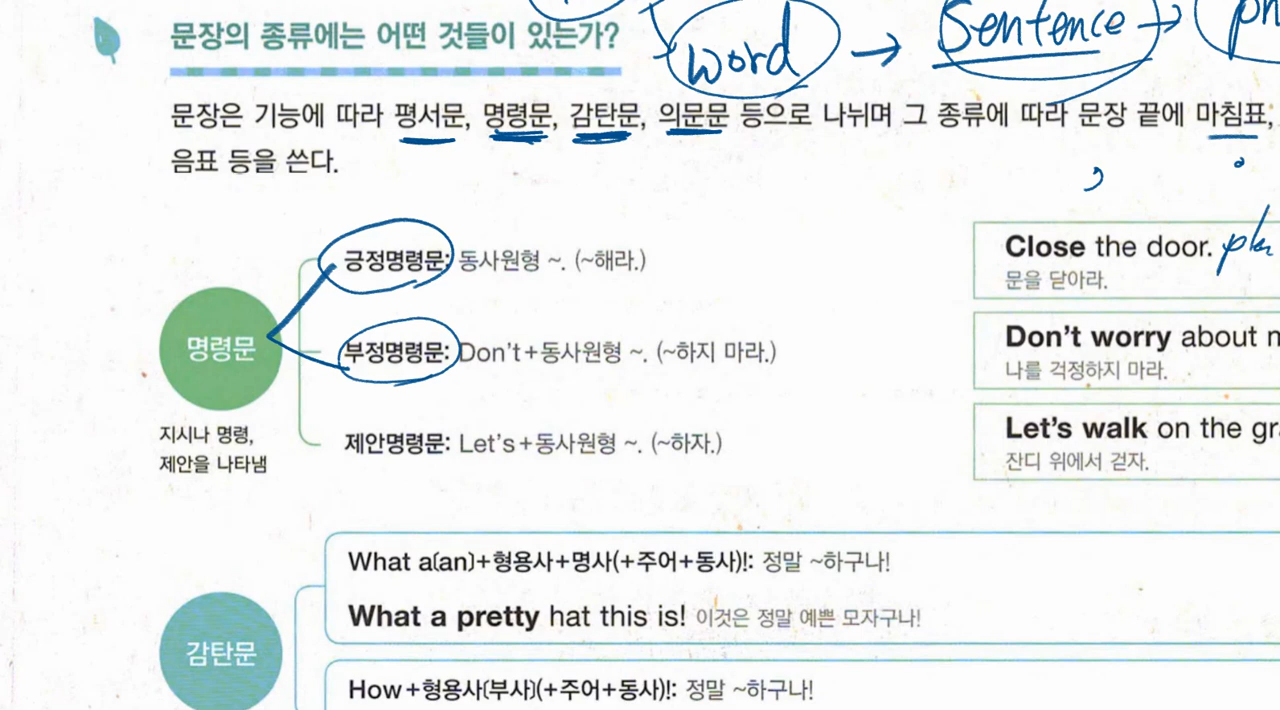 word → Sentence →
문장의 종류에는 어떤 것들이 있는가?
문장은 기능에 따라 평서문, 명령문, 감탄문, 의문문 등으로 나뉘며 그 종류에 따라 문장 끝에 마침표,
음표 등을 쓴다.
명령문
지시나 명령,
제안을 나타냄
긍정명령문: 동사원형 ~. (~해라.)
Close the door.
문을 닫아라.
부정명령문: Don't+동사원형 ~. (~하지 마라.)
Don't worry about
나를 걱정하지 마라.
제안명령문: Let's+동사원형 ~. (~하자.)
Let's walk on the
잔디 위에서 걷자.
감탄문
What a(an)+형용사+명사(+주어+동사)!: 정말 ~하구나!
What a pretty hat this is! 이것은 정말 예쁜 모자구나!
How+형용사(부사)(+주어+동사)!: 정말 ~하구나!